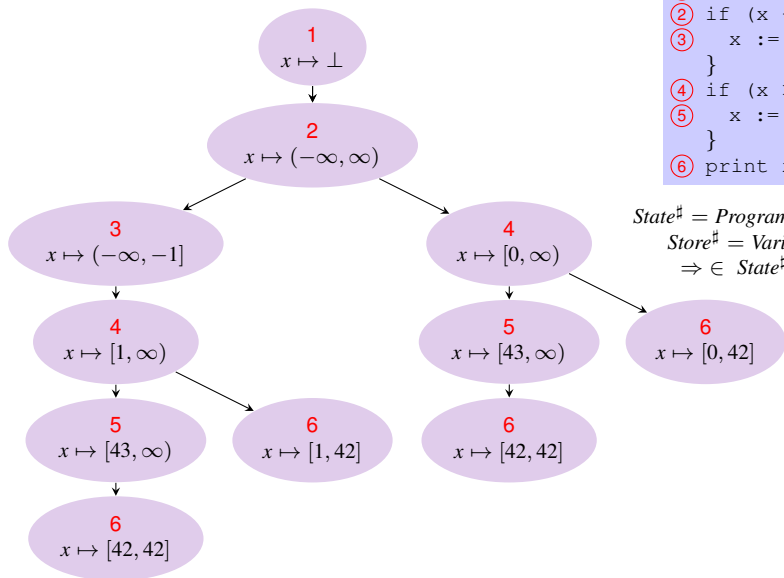 1
x ↦ ⊥
2
x ↦ (-∞, ∞)
3
x ↦ (-∞, -1]
4
x ↦ [0, ∞)
4
x ↦ [1, ∞)
5
x ↦ [43, ∞)
6
x ↦ [0, 42]
5
x ↦ [43, ∞)
6
x ↦ [1, 42]
6
x ↦ [42, 42]
6
x ↦ [42, 42]
② if (x
③ x :=
}
④ if (x
⑤ x :=
}
⑥ print
State♯ = Program
Store♯ = Vari
⇒ ∈ State♯